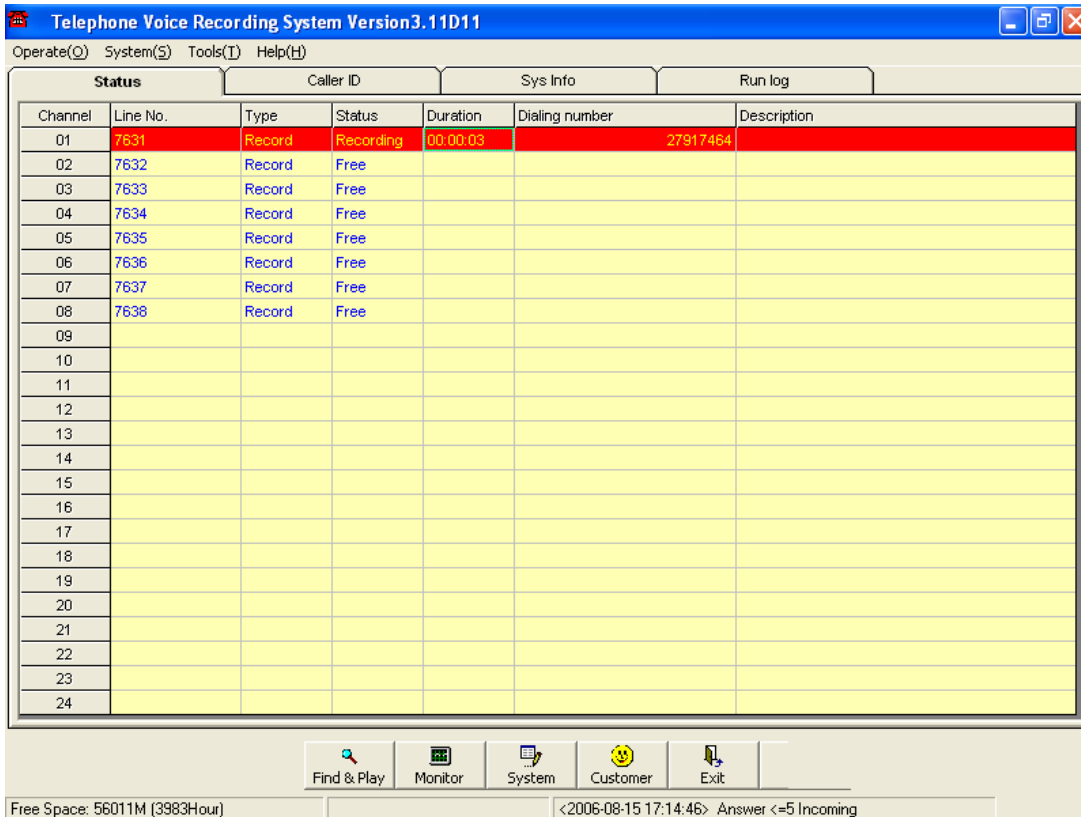 Telephone Voice Recording System Version3.11D11
Operate(O) System(S) Tools(T) Help(H)
Status Caller ID Sys Info Run log
Channel Line No. Type Status Duration Dialing number Description
01 7631 Record Recording 00:00:03 27917464
02 7632 Record Free
03 7633 Record Free
04 7634 Record Free
05 7635 Record Free
06 7636 Record Free
07 7637 Record Free
08 7638 Record Free
09
10
11
12
13
14
15
16
17
18
19
20
21
22
23
24
Find & Play Monitor System Customer Exit
Free Space: 56011M (3983Hour) <2006-08-15 17:14:46> Answer <=5 Incoming